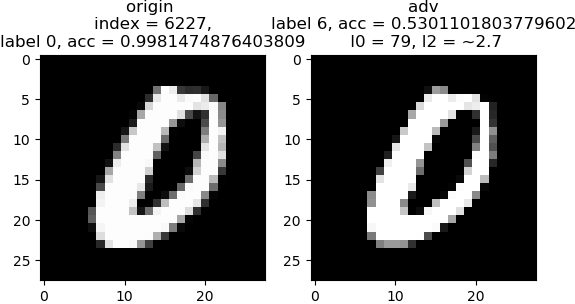 origin
index = 6227,
label 0, acc = 0.9981474876403809
adv
label 6, acc = 0.5301101803779602
l0 = 79, l2 = ~2.7
0
5
10
15
20
25
0 10 20
0
5
10
15
20
25
0 10 20